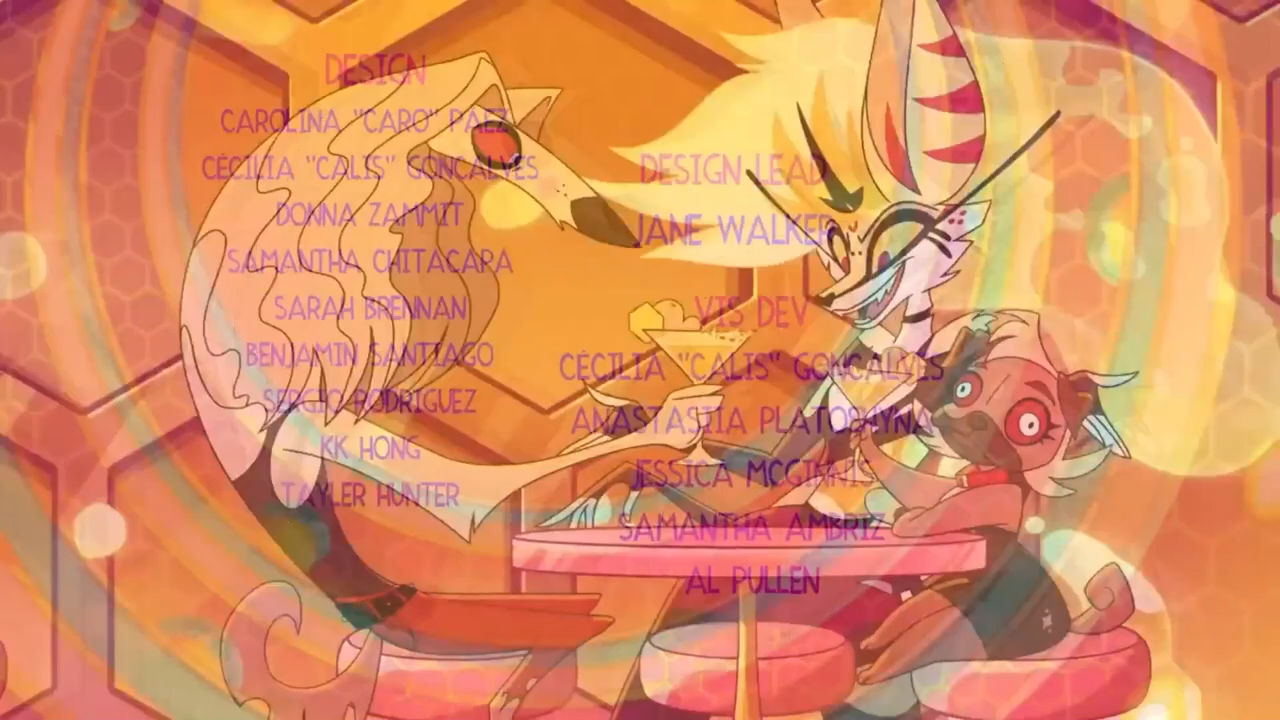 DESIGN
CAROLINA "CARO" PAEZ
CÉCILIA "CALIS" GONCALVES
DONNA ZAMMIT
SAMANTHA CHITACAPA
SARAH BRENNAN
BENJAMIN SANTIAGO
SERGIO RODRIGUEZ
KK HONG
TAYLER HUNTER
DESIGN LEAD
JANE WALKER
VIS DEV
CÉCILIA "CALIS" GONCALVES
ANASTASIIA PLATOSHYNA
JESSICA MCGINNIS
SAMANTHA AMBRIZ
AL PULLEN